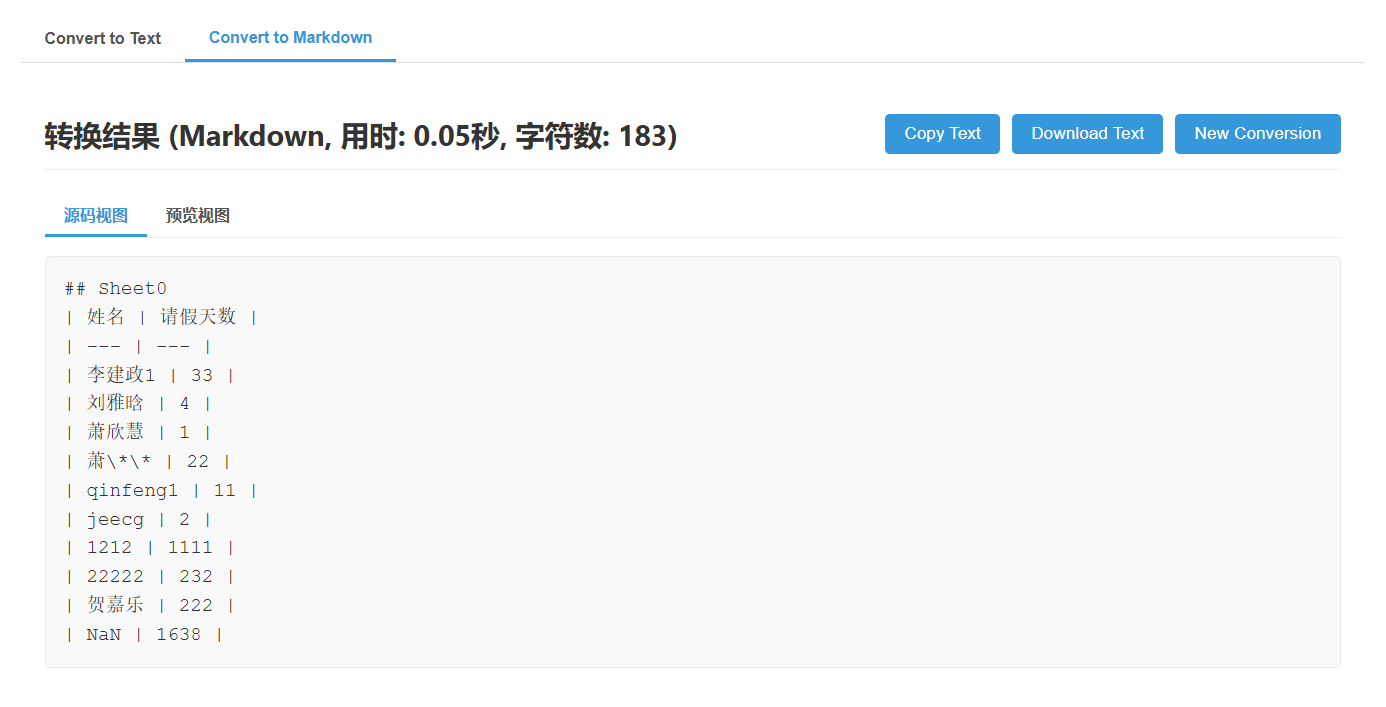 Convert to Text
Convert to Markdown
转换结果 (Markdown, 用时: 0.05秒, 字符数: 183)
Copy Text
Download Text
New Conversion
源码视图
预览视图
## Sheet0
| 姓名 | 请假天数 |
| --- | --- |
| 李建政1 | 33 |
| 刘雅晗 | 4 |
| 萧欣慧 | 1 |
| 萧\*\* | 22 |
| qinfeng1 | 11 |
| jeecg | 2 |
| 1212 | 1111 |
| 22222 | 232 |
| 贺嘉乐 | 222 |
| NaN | 1638 |